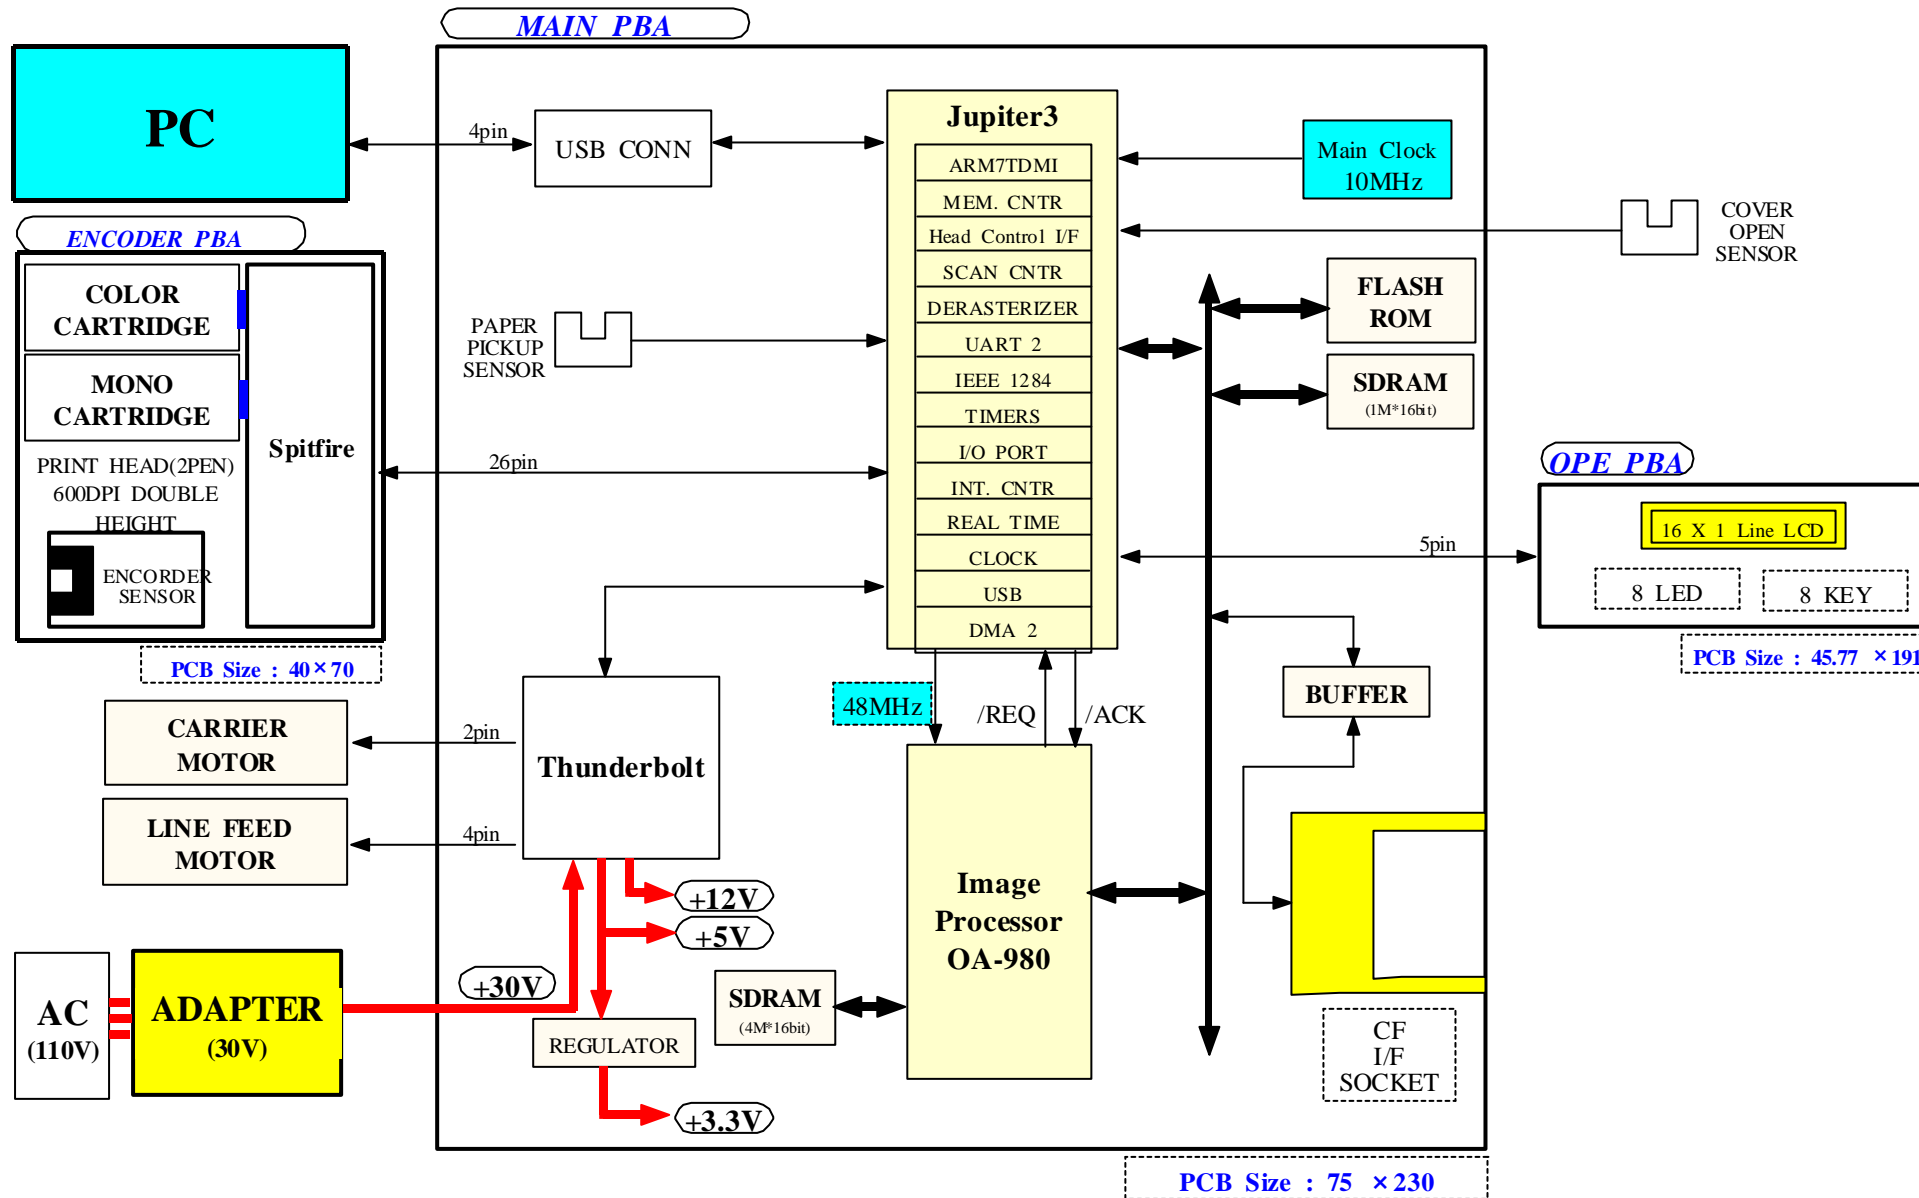 MAIN PBA
PC
4pin
USB CONN
Jupiter3
ARM7TDMI
MEM. CNTR
Head Control I/F
SCAN CNTR
DERASTERIZER
UART 2
IEEE 1284
TIMERS
I/O PORT
INT. CNTR
REAL TIME
CLOCK
USB
DMA 2
Main Clock
10MHz
COVER
OPEN
SENSOR
ENCODER PBA
COLOR
CARTRIDGE
MONO
CARTRIDGE
Spitfire
PRINT HEAD(2PEN)
600DPI DOUBLE
HEIGHT
ENCORDER
SENSOR
PCB Size : 40×70
PAPER
PICKUP
SENSOR
26pin
FLASH
ROM
SDRAM
(1M*16bit)
OPE PBA
16 X 1 Line LCD
8 LED
8 KEY
5pin
PCB Size : 45.77 ×191
CARRIER
MOTOR
2pin
LINE FEED
MOTOR
4pin
Thunderbolt
48MHz
/REQ
/ACK
BUFFER
Image
Processor
OA-980
+12V
+5V
+30V
AC
(110V)
ADAPTER
(30V)
REGULATOR
+3.3V
SDRAM
(4M*16bit)
CF
I/F
SOCKET
PCB Size : 75 ×230